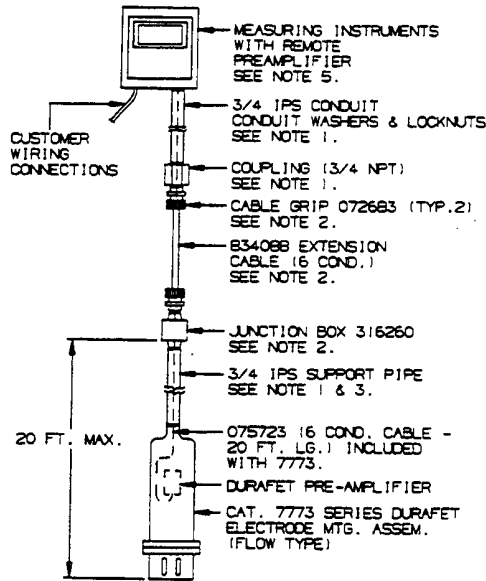 MEASURING INSTRUMENTS
WITH REMOTE
PREAMPLIFIER
SEE NOTE 5.
3/4 IPS CONDUIT
CONDUIT WASHERS & LOCKNUTS
SEE NOTE 1.
CUSTOMER
WIRING
CONNECTIONS
COUPLING (3/4 NPT)
SEE NOTE 1.
CABLE GRIP 072683 (TYP.2)
SEE NOTE 2.
834088 EXTENSION
CABLE (6 COND.)
SEE NOTE 2.
JUNCTION BOX 316260
SEE NOTE 2.
3/4 IPS SUPPORT PIPE
SEE NOTE 1 & 3.
20 FT. MAX.
075723 (6 COND. CABLE -
20 FT. LG.) INCLUDED
WITH 7773.
DURAFET PRE-AMPLIFIER
CAT. 7773 SERIES DURAFET
ELECTRODE MTG. ASSEM.
(FLOW TYPE)